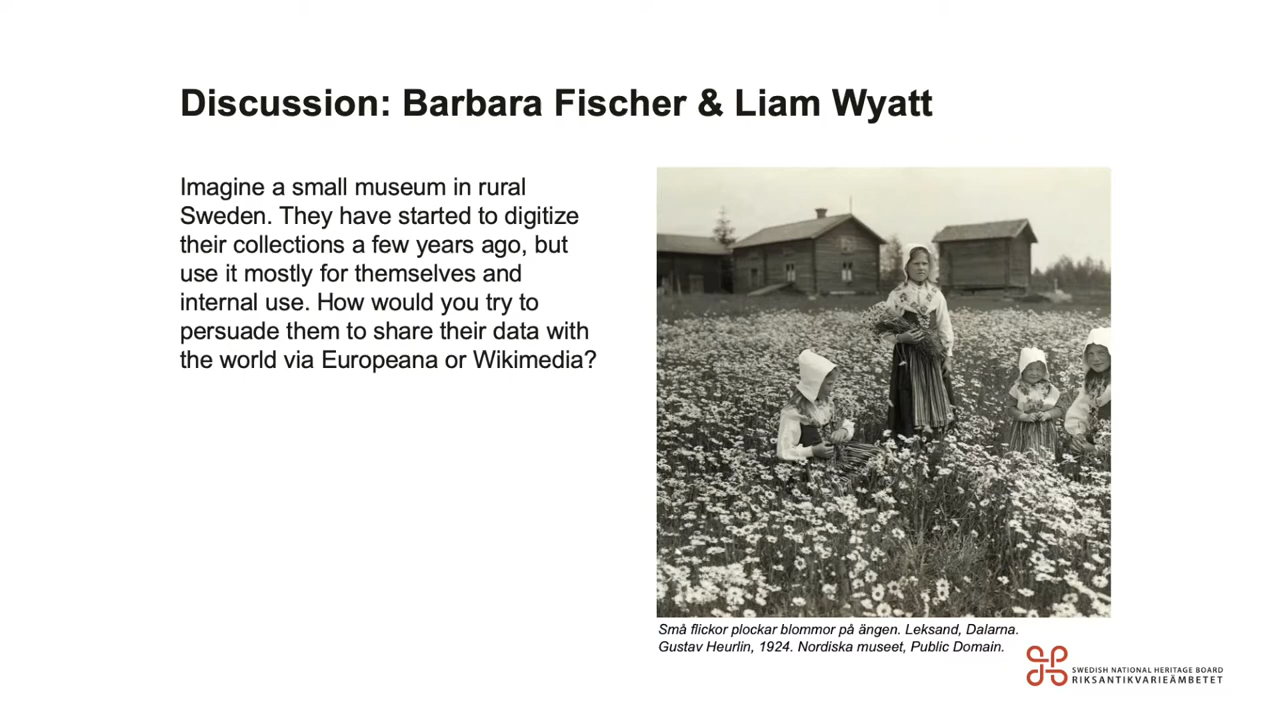 Discussion: Barbara Fischer & Liam Wyatt
Imagine a small museum in rural
Sweden. They have started to digitize
their collections a few years ago, but
use it mostly for themselves and
internal use. How would you try to
persuade them to share their data with
the world via Europeana or Wikimedia?
Små flickor plockar blommor på ängen. Leksand, Dalarna.
Gustav Heurlin, 1924. Nordiska museet, Public Domain.
SWEDISH NATIONAL HERITAGE BOARD
RIKSANTIKVARIEÄMBETET